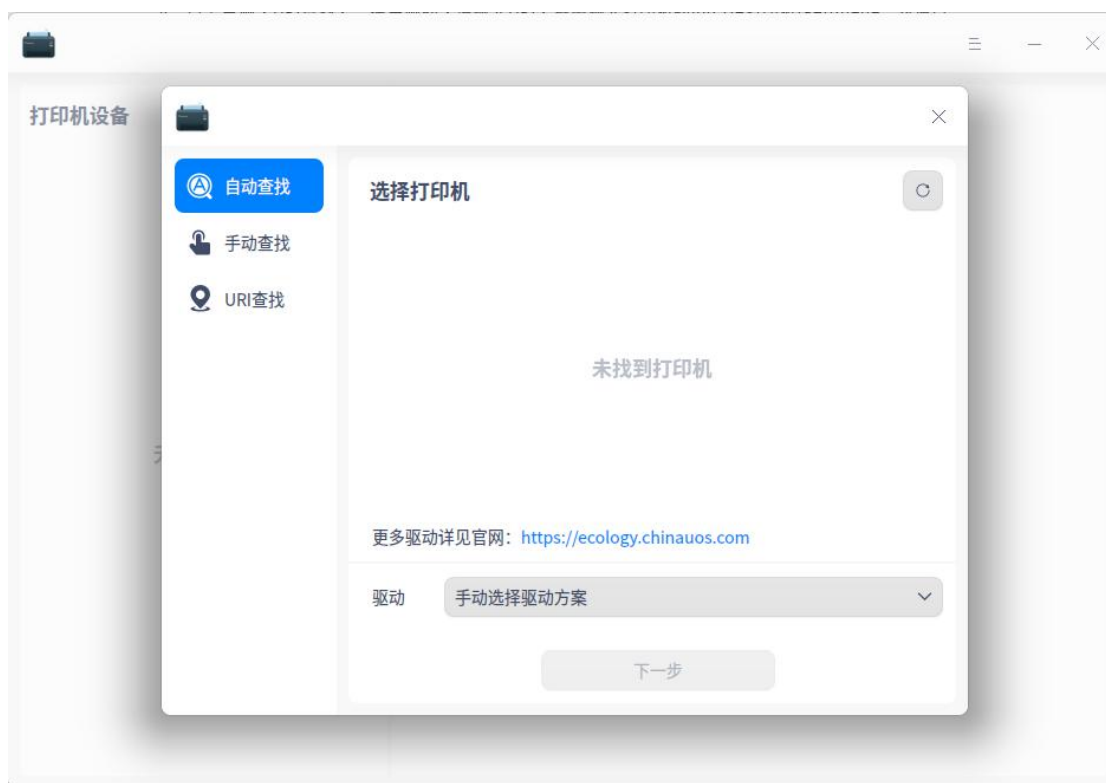 打印机设备
自动查找
手动查找
URI查找
选择打印机
未找到打印机
更多驱动详见官网：https://ecology.chinauos.com
驱动 手动选择驱动方案
下一步